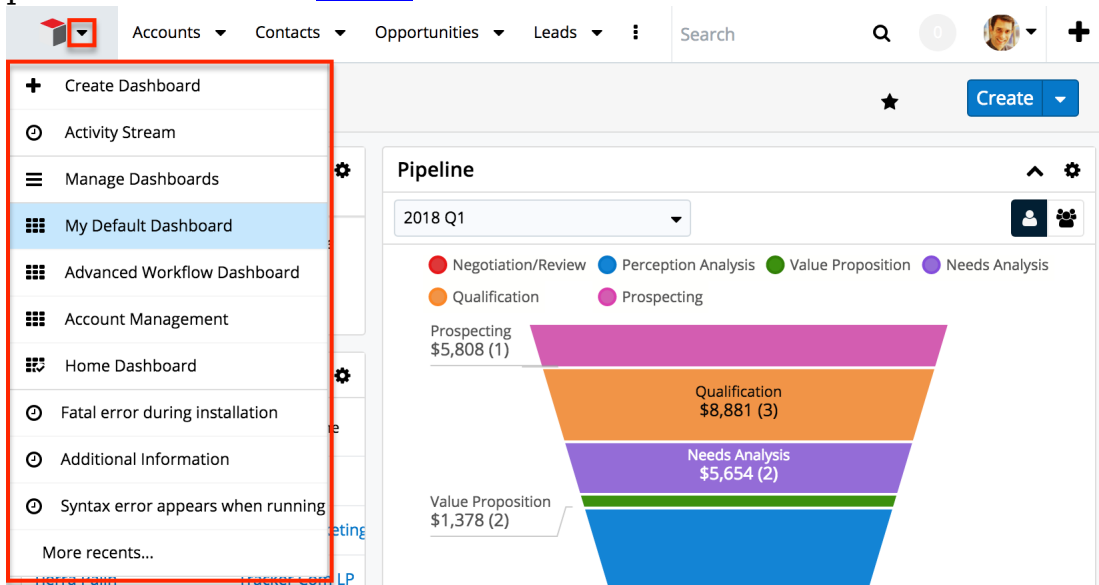 Accounts Contacts Opportunities Leads Search 0
Create Dashboard
Activity Stream
Manage Dashboards
My Default Dashboard
Advanced Workflow Dashboard
Account Management
Home Dashboard
Fatal error during installation
Additional Information
Syntax error appears when running
More recents...
Create
Pipeline
2018 Q1
Negotiation/Review Perception Analysis Value Proposition Needs Analysis
Qualification Prospecting
Prospecting
$5,808 (1)
Qualification
$8,881 (3)
Needs Analysis
$5,654 (2)
Value Proposition
$1,378 (2)
eting
LP